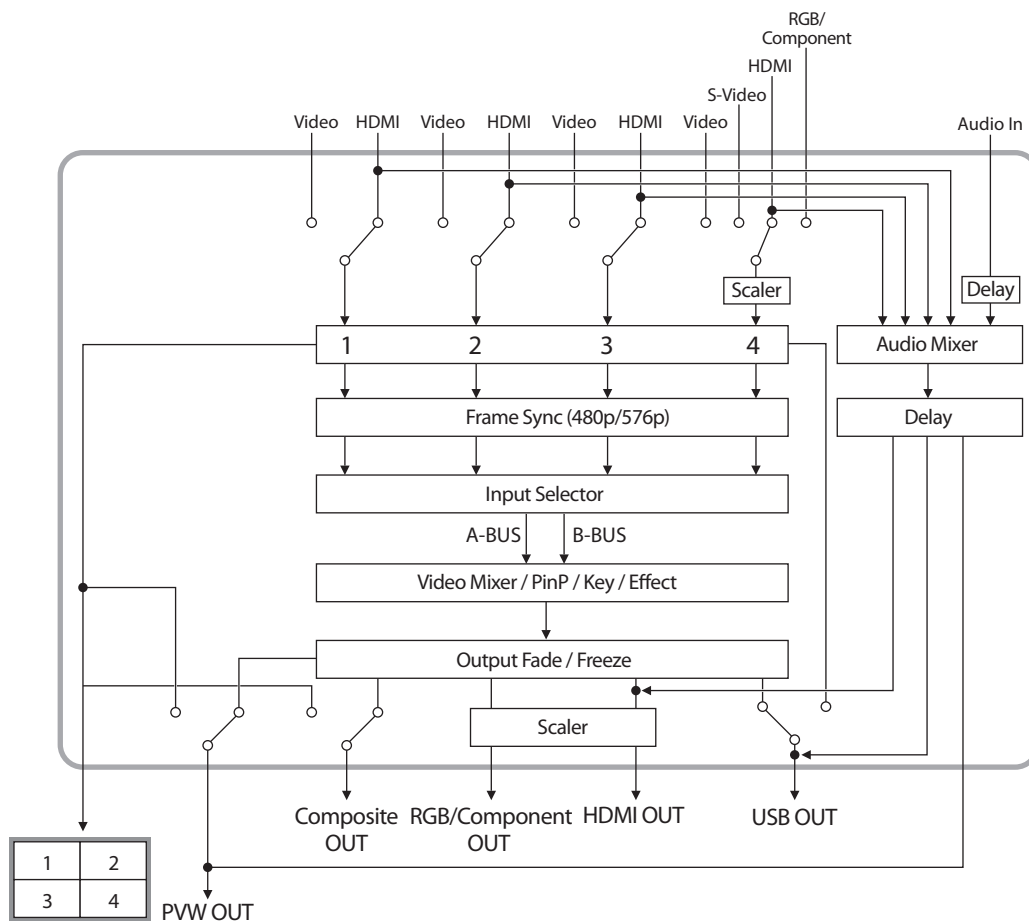 RGB/
Component
HDMI
S-Video
Video HDMI Video HDMI Video HDMI Video
Audio In
Scaler
Delay
1 2 3 4
Audio Mixer
Frame Sync (480p/576p)
Delay
Input Selector
A-BUS B-BUS
Video Mixer / PinP / Key / Effect
Output Fade / Freeze
Scaler
Composite
OUT
RGB/Component
OUT
HDMI OUT
USB OUT
1 2
3 4
PVW OUT